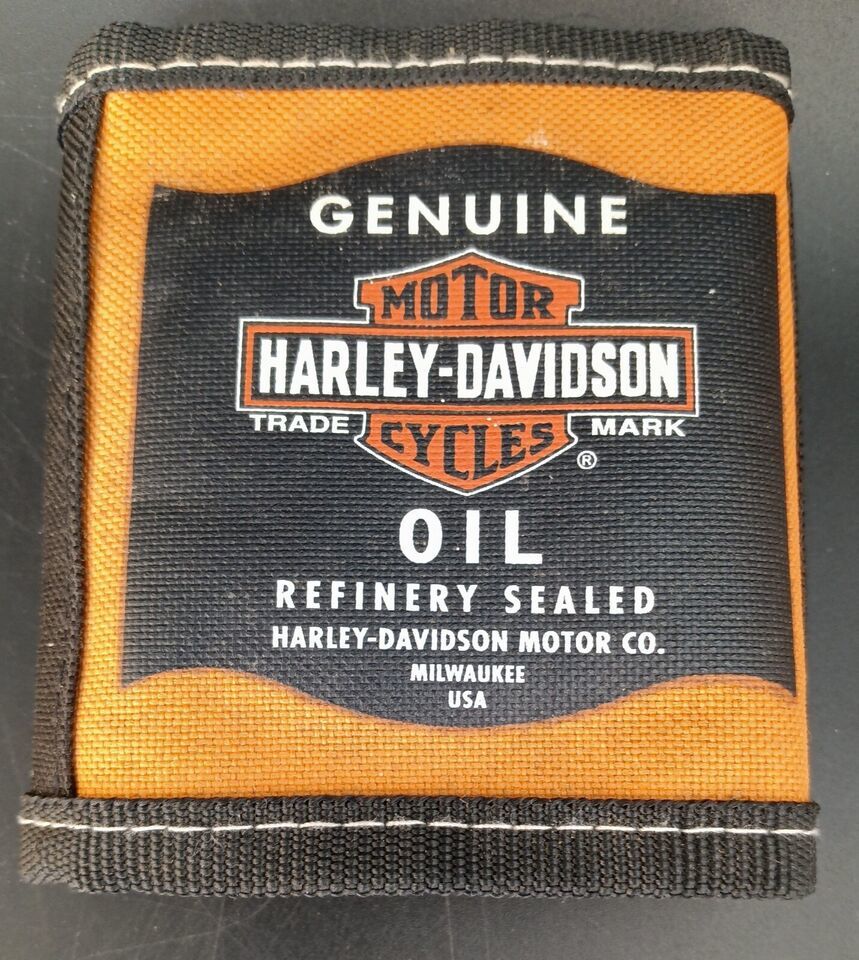 GENUINE
MOTOR
HARLEY-DAVIDSON
TRADE MARK
CYCLES
®
OIL
REFINERY SEALED
HARLEY-DAVIDSON MOTOR CO.
MILWAUKEE
USA